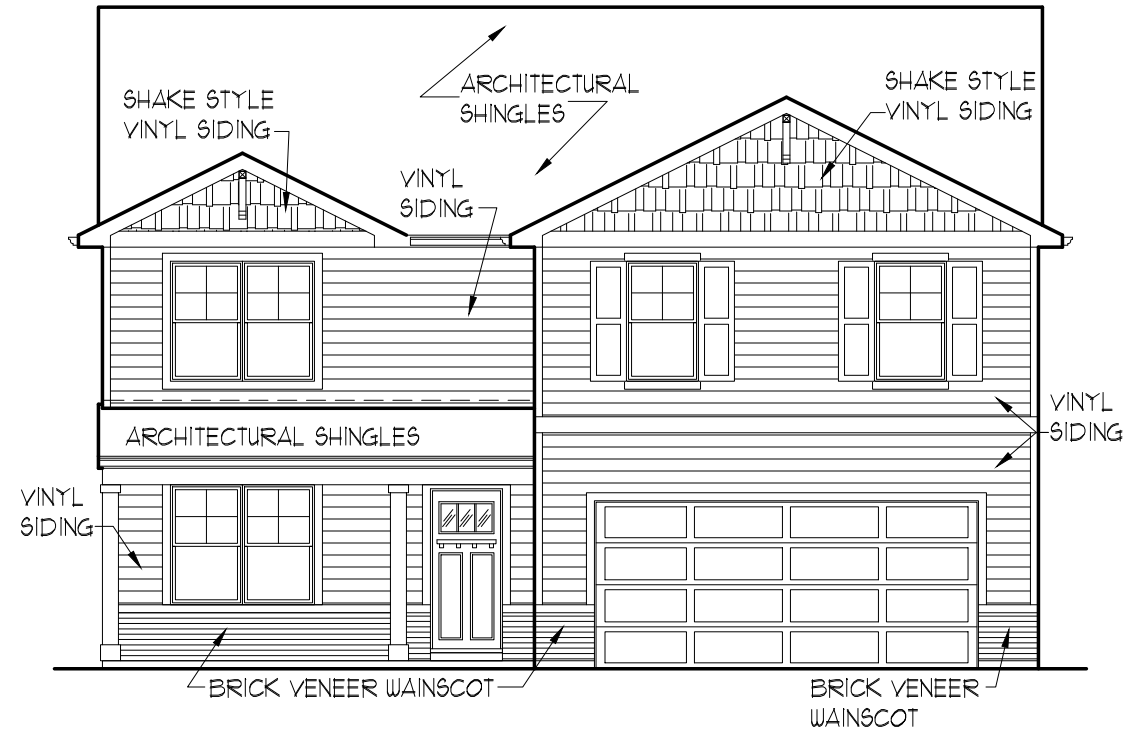 ARCHITECTURAL
SHINGLES
SHAKE STYLE
VINYL SIDING
SHAKE STYLE
VINYL SIDING
VINYL
SIDING
VINYL
SIDING
ARCHITECTURAL SHINGLES
VINYL
SIDING
BRICK VENEER WAINSCOT
BRICK VENEER
WAINSCOT